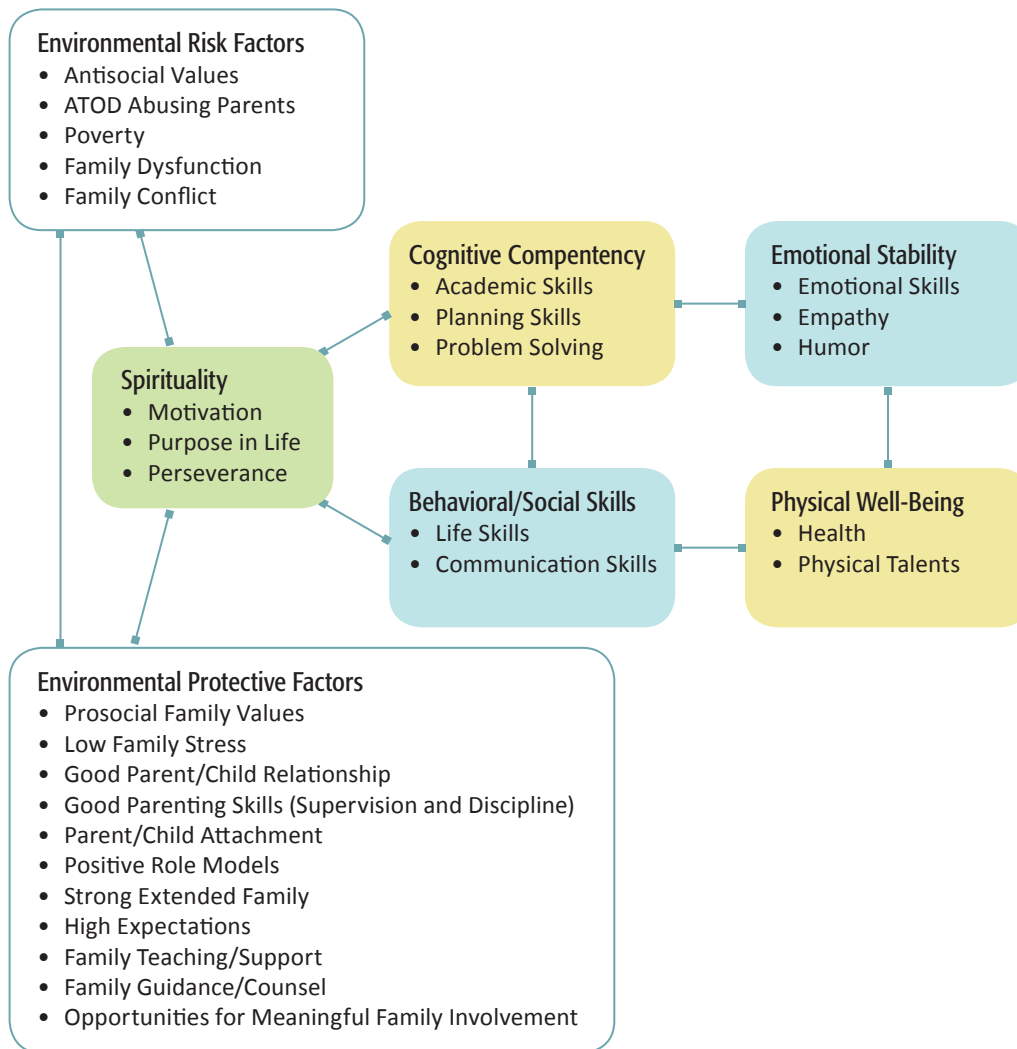 Environmental Risk Factors
• Antisocial Values
• ATOD Abusing Parents
• Poverty
• Family Dysfunction
• Family Conflict
Cognitive Compentency
• Academic Skills
• Planning Skills
• Problem Solving
Emotional Stability
• Emotional Skills
• Empathy
• Humor
Spirituality
• Motivation
• Purpose in Life
• Perseverance
Behavioral/Social Skills
• Life Skills
• Communication Skills
Physical Well-Being
• Health
• Physical Talents
Environmental Protective Factors
• Prosocial Family Values
• Low Family Stress
• Good Parent/Child Relationship
• Good Parenting Skills (Supervision and Discipline)
• Parent/Child Attachment
• Positive Role Models
• Strong Extended Family
• High Expectations
• Family Teaching/Support
• Family Guidance/Counsel
• Opportunities for Meaningful Family Involvement